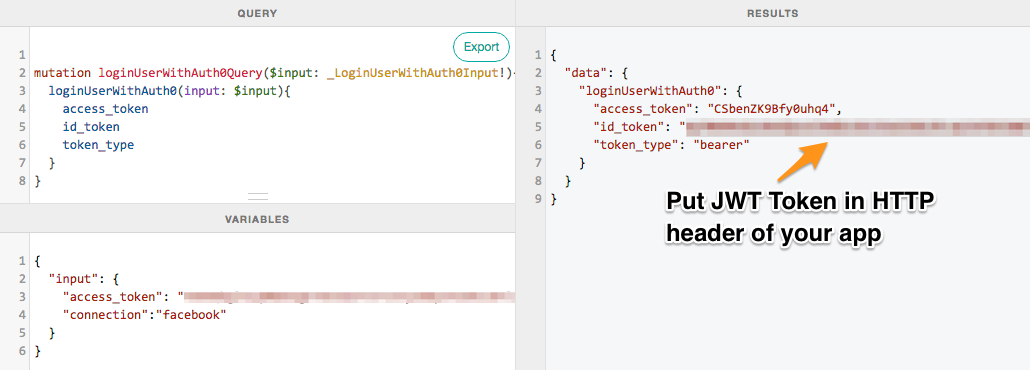 QUERY
Export
1
2 mutation loginUserWithAuth0Query($input: _LoginUserWithAuth0Input!){
3 loginUserWithAuth0(input: $input){
4 access_token
5 id_token
6 token_type
7 }
8 }
VARIABLES
1 {
2 "input": {
3 "access_token": "
4 "connection":"facebook"
5 }
6 }
RESULTS
1 {
2 "data": {
3 "loginUserWithAuth0": {
4 "access_token": "CSbenZK9Bfy0uhq4",
5 "id_token": "
6 "token_type": "bearer"
7 }
8 }
9 }
Put JWT Token in HTTP
header of your app